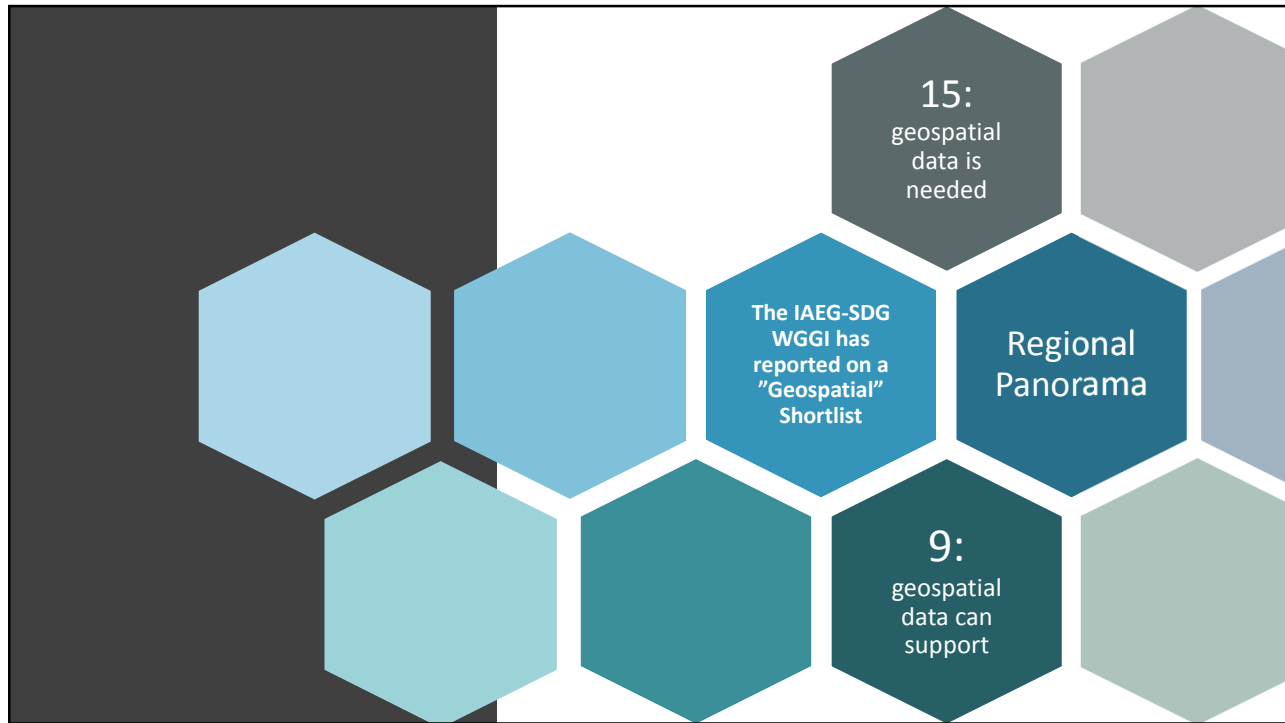 15:
geospatial
data is
needed
The IAEG-SDG
WGGI has
reported on a
”Geospatial”
Shortlist
Regional
Panorama
9:
geospatial
data can
support